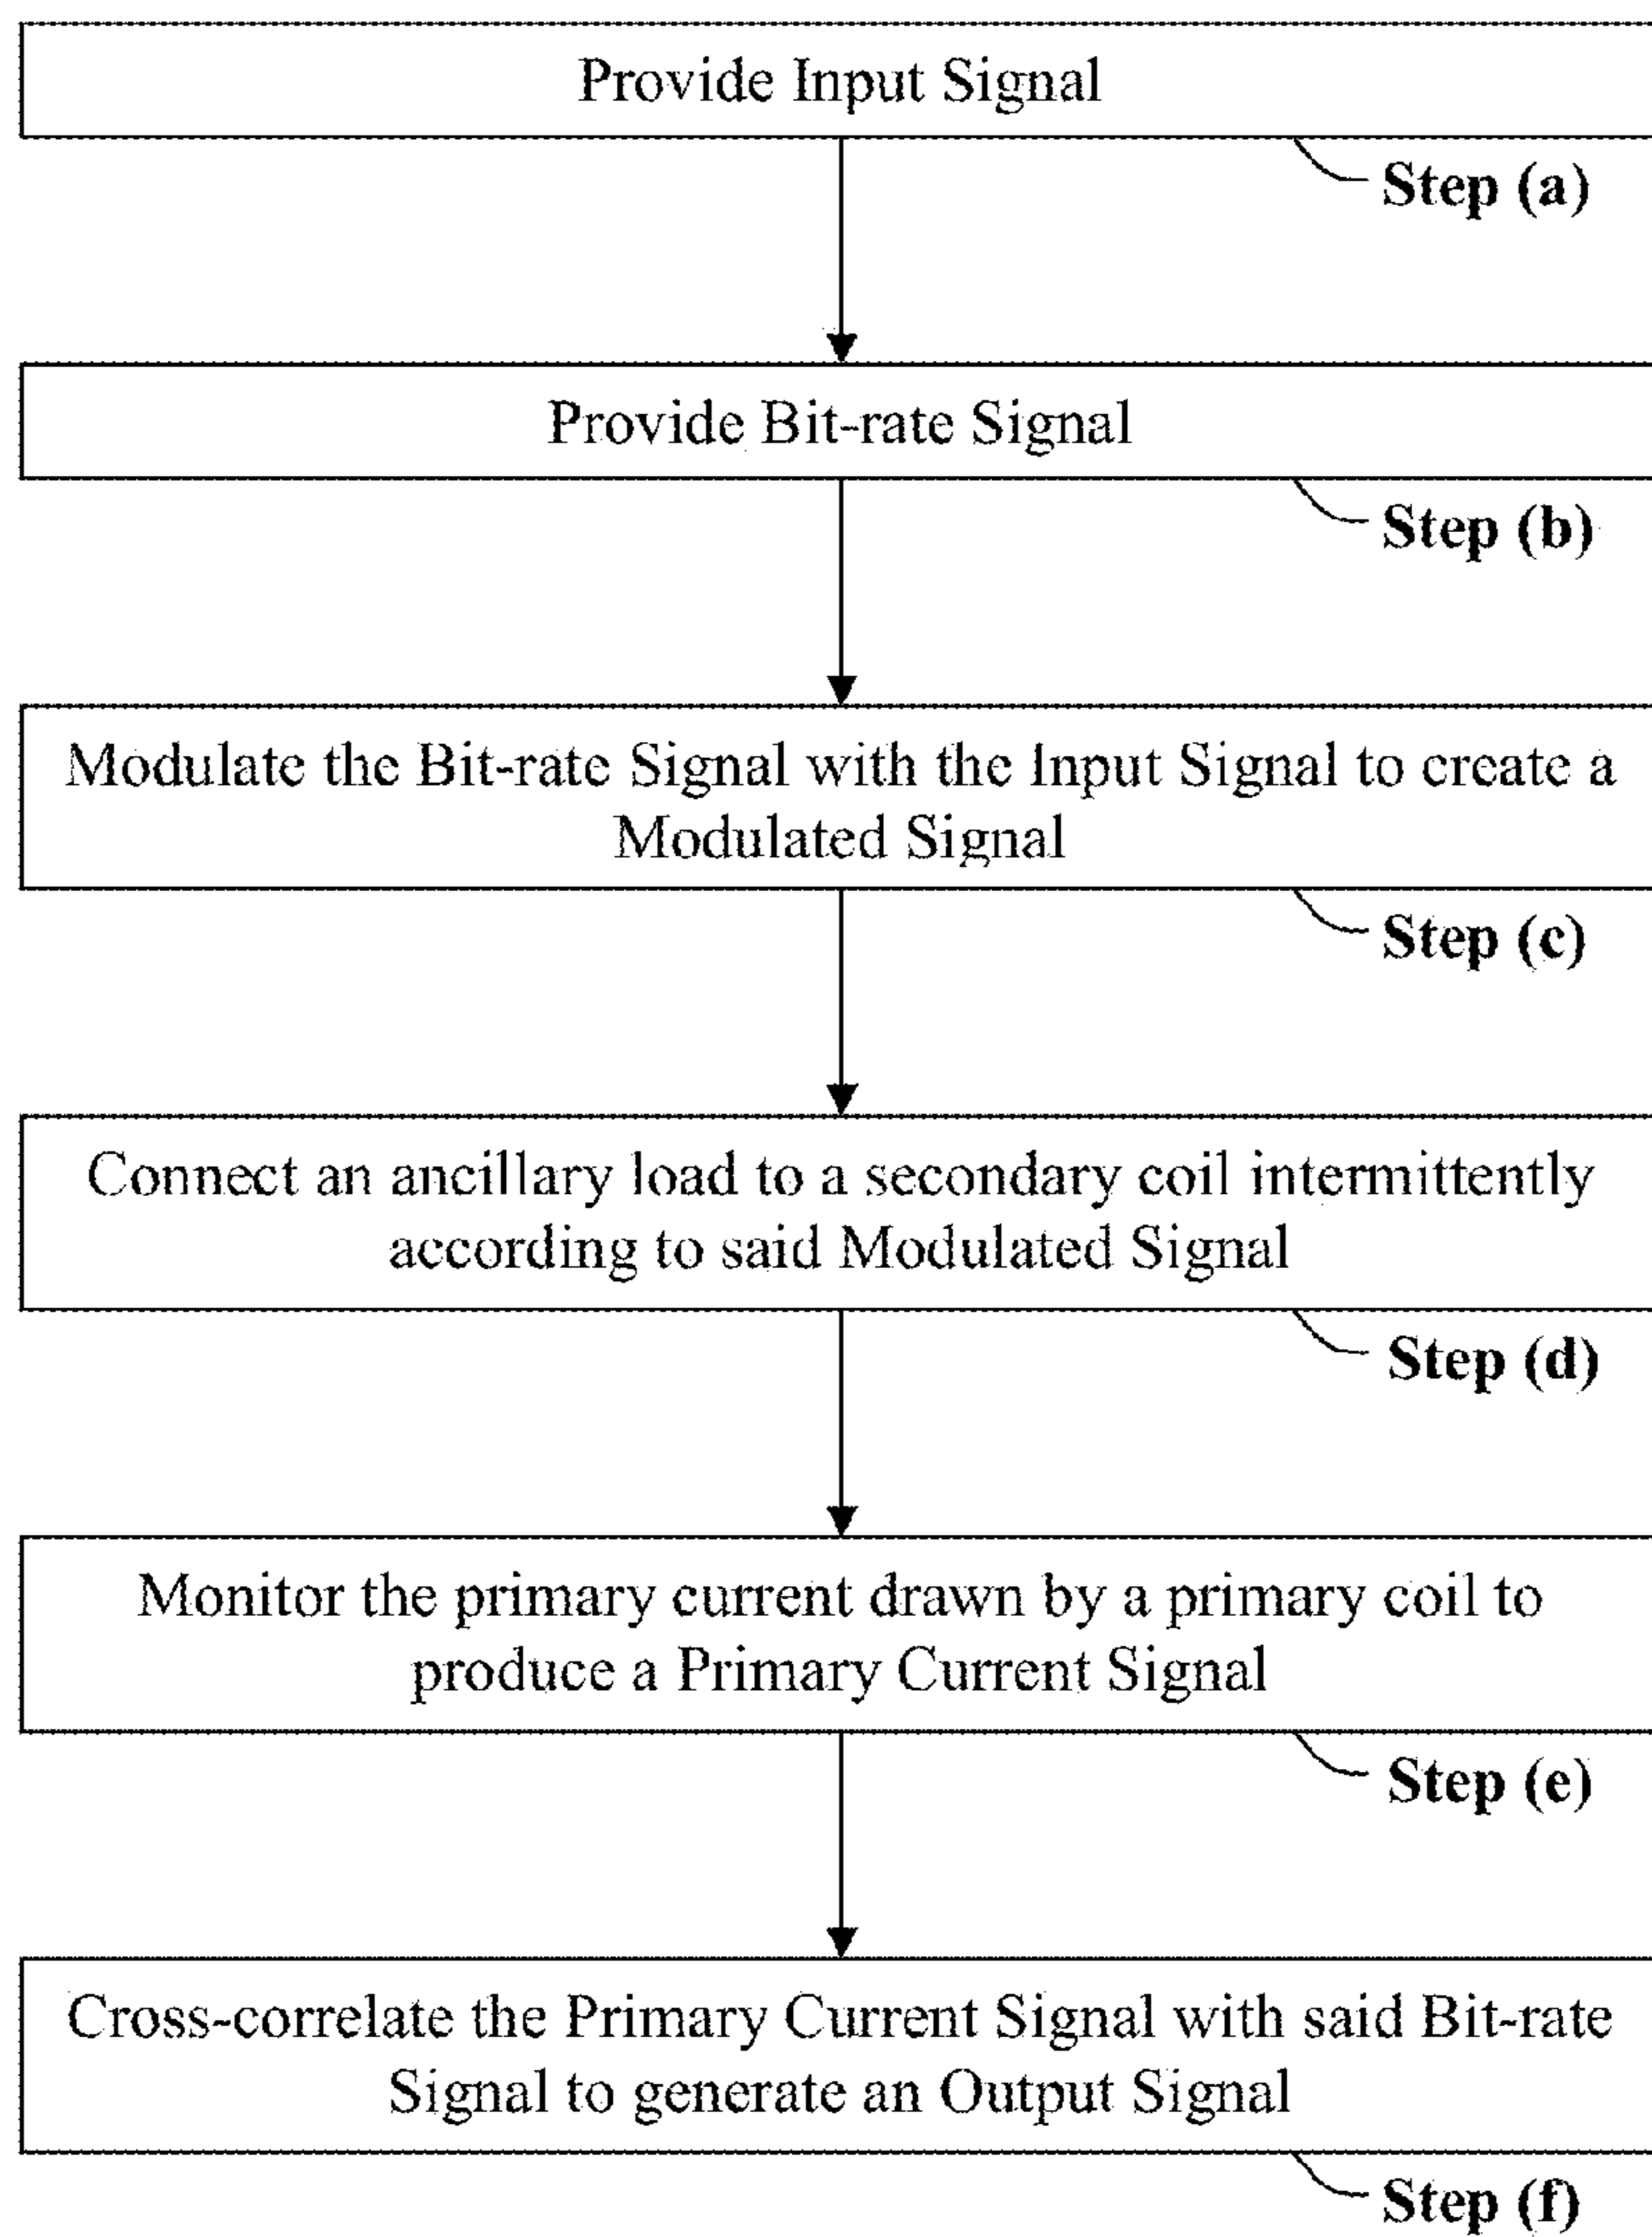 Provide Input Signal
Step (a)
Provide Bit-rate Signal
Step (b)
Modulate the Bit-rate Signal with the Input Signal to create a
Modulated Signal
Step (c)
Connect an ancillary load to a secondary coil intermittently
according to said Modulated Signal
Step (d)
Monitor the primary current drawn by a primary coil to
produce a Primary Current Signal
Step (e)
Cross-correlate the Primary Current Signal with said Bit-rate
Signal to generate an Output Signal
Step (f)